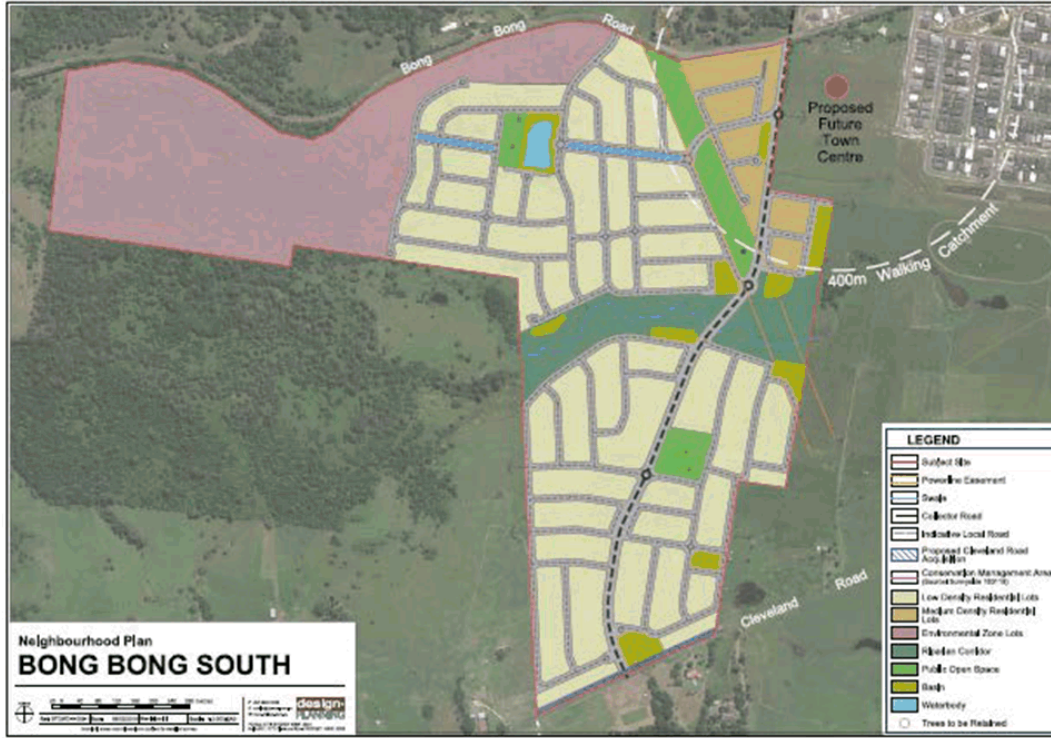 Bong Bong Road
Proposed
Future
Town
Centre
400m Walking Catchment
Cleveland Road
LEGEND
Subject Site
Powerline Easement
Swale
Collector Road
Indicative Local Road
Proposed Cleveland Road
Acquisition
Conservation Management Area
Low Density Residential Lots
Medium Density Residential
Lots
Environmental Zone Lots
Riparian Corridor
Public Open Space
Basin
Waterbody
Trees to be Retained
Neighbourhood Plan
BONG BONG SOUTH
design+
PLANNING